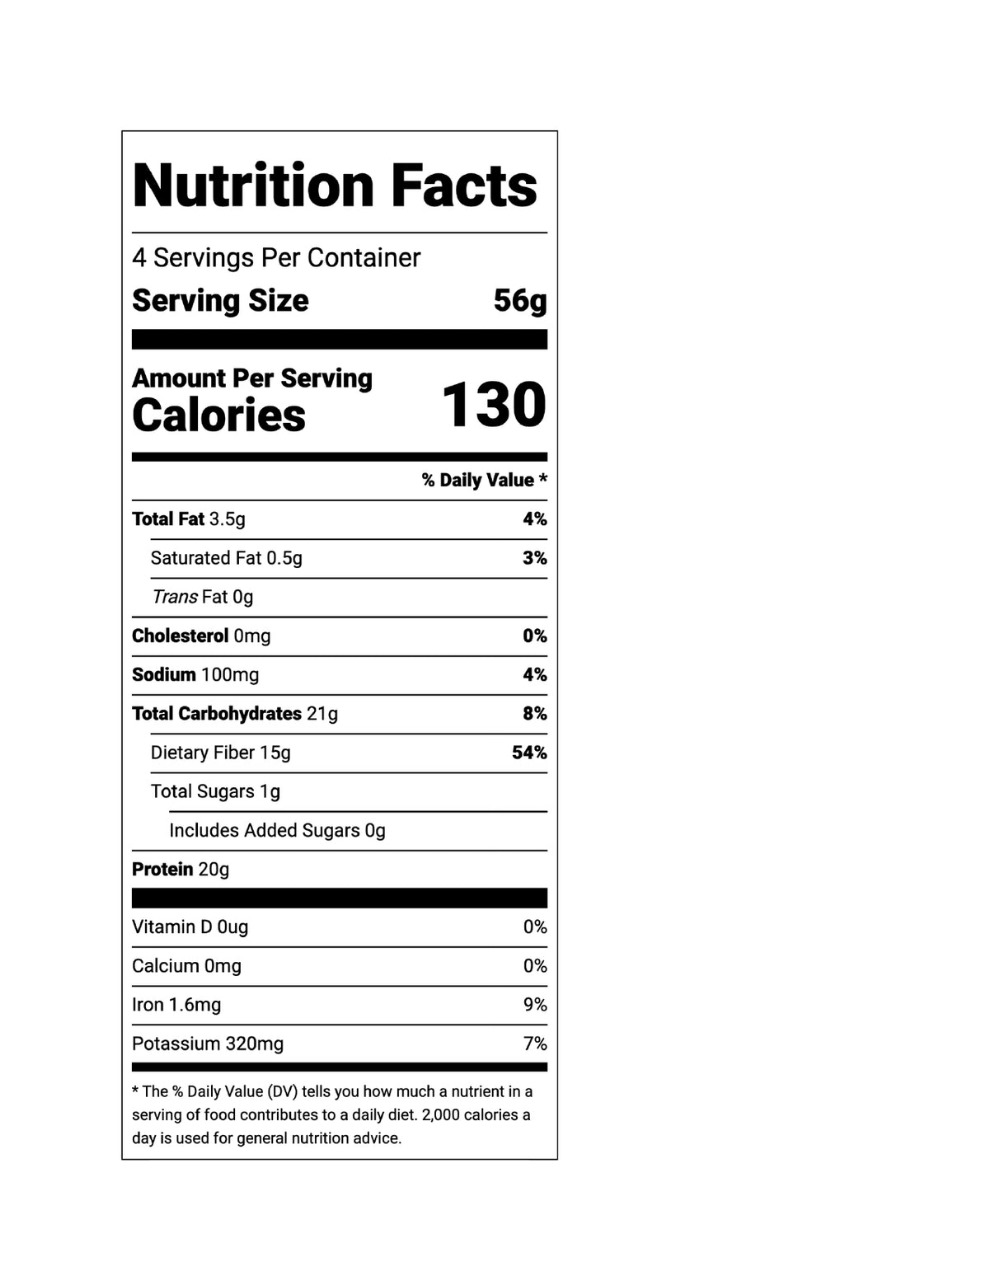 Nutrition Facts
4 Servings Per Container
Serving Size 56g
Amount Per Serving
Calories 130
% Daily Value *
Total Fat 3.5g 4%
Saturated Fat 0.5g 3%
Trans Fat 0g
Cholesterol 0mg 0%
Sodium 100mg 4%
Total Carbohydrates 21g 8%
Dietary Fiber 15g 54%
Total Sugars 1g
Includes Added Sugars 0g
Protein 20g
Vitamin D 0ug 0%
Calcium 0mg 0%
Iron 1.6mg 9%
Potassium 320mg 7%
* The % Daily Value (DV) tells you how much a nutrient in a
serving of food contributes to a daily diet. 2,000 calories a
day is used for general nutrition advice.